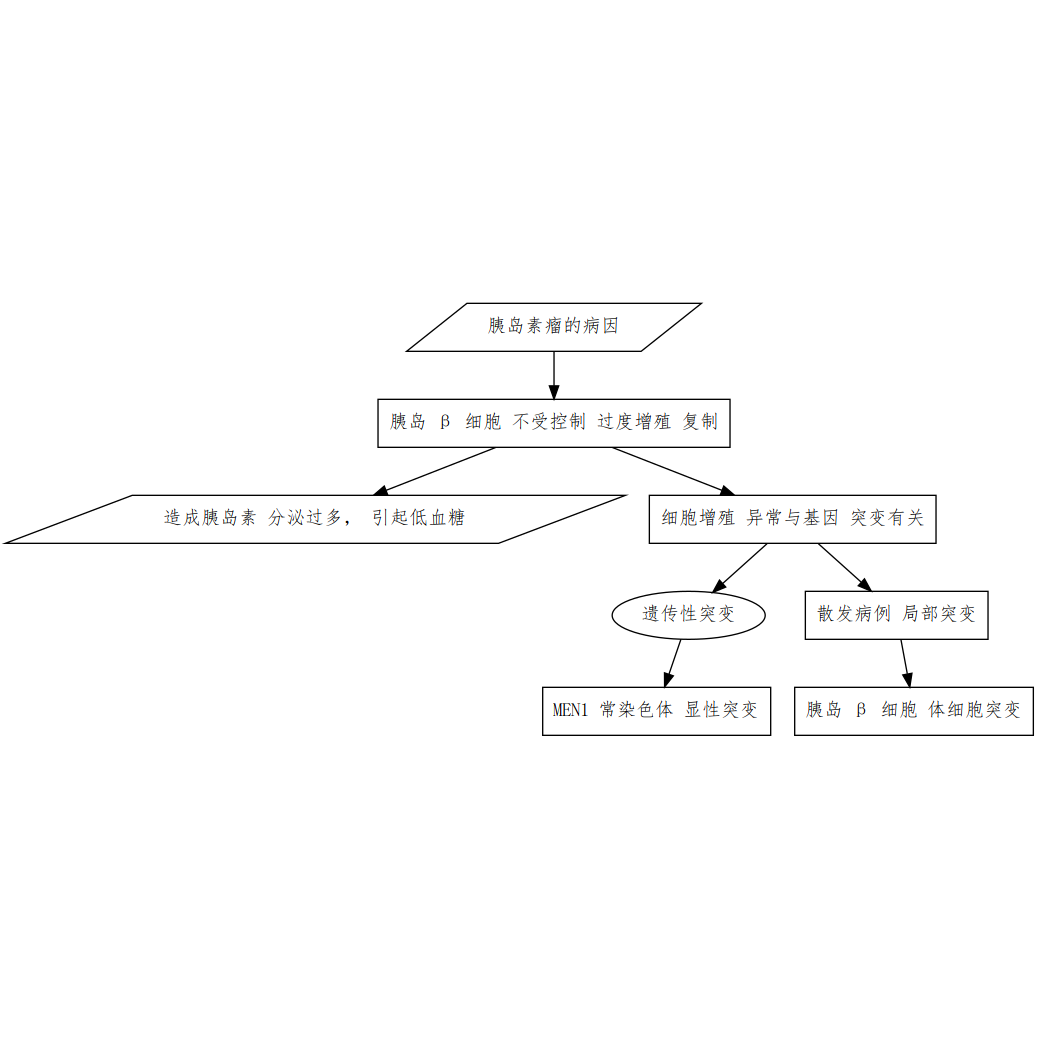 胰岛素瘤的病因
胰岛 β 细胞 不受控制 过度增殖 复制
造成胰岛素 分泌过多， 引起低血糖
细胞增殖 异常与基因 突变有关
遗传性突变
散发病例 局部突变
MEN1 常染色体 显性突变
胰岛 β 细胞 体细胞突变